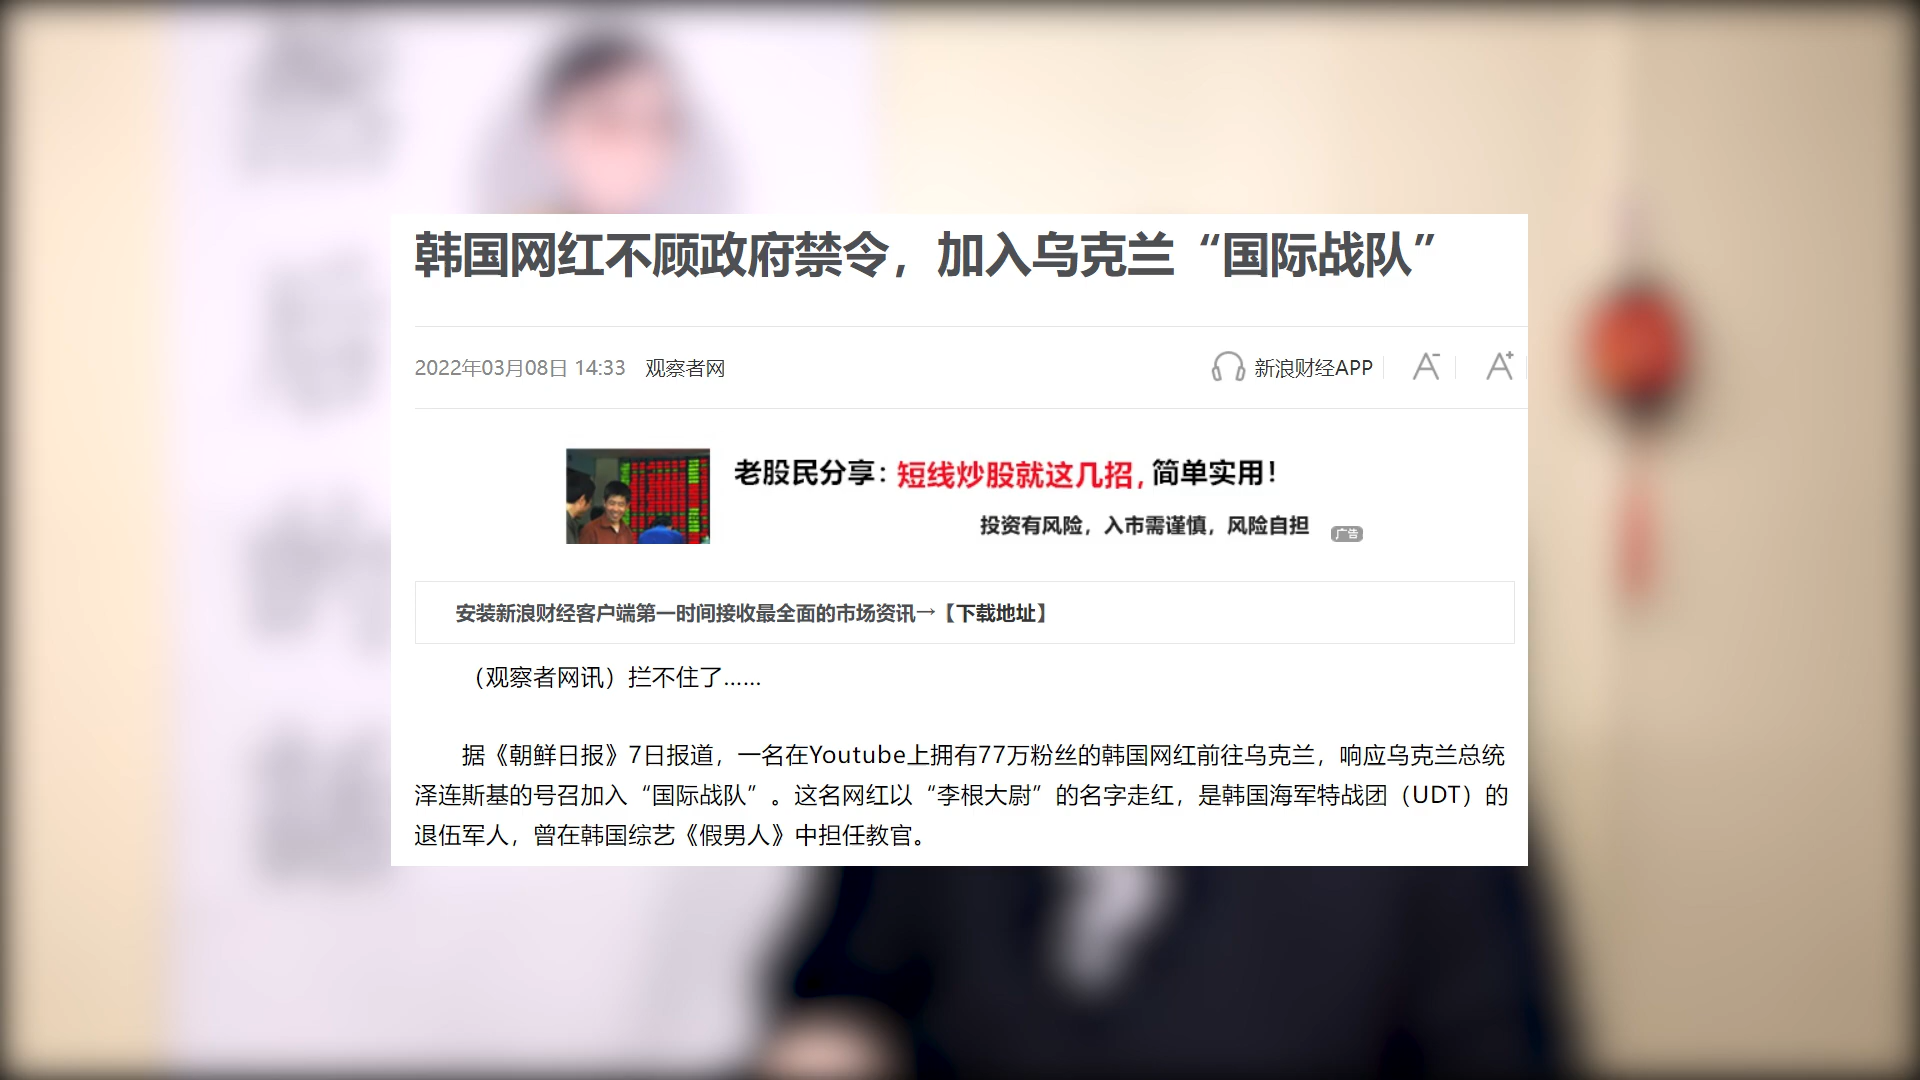 韩国网红不顾政府禁令，加入乌克兰“国际战队”
2022年03月08日 14:33 观察者网 新浪财经APP A- A+
老股民分享：短线炒股就这几招，简单实用！
投资有风险，入市需谨慎，风险自担 广告
安装新浪财经客户端第一时间接收最全面的市场资讯→【下载地址】
（观察者网讯）拦不住了……
据《朝鲜日报》7日报道，一名在Youtube上拥有77万粉丝的韩国网红前往乌克兰，响应乌克兰总统
泽连斯基的号召加入“国际战队”。这名网红以“李根大尉”的名字走红，是韩国海军特战团（UDT）的
退伍军人，曾在韩国综艺《假男人》中担任教官。